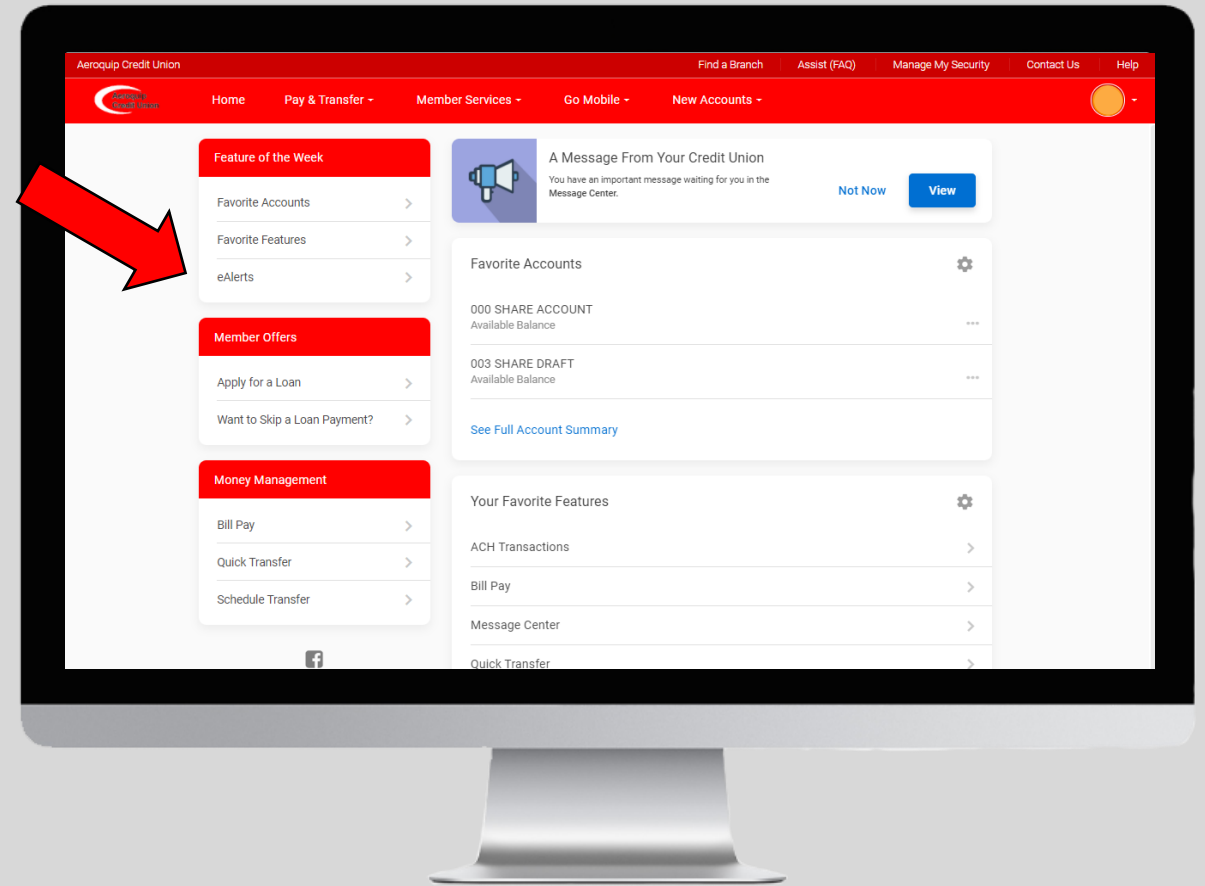 Aeroquip Credit Union
Find a Branch
Assist (FAQ)
Manage My Security
Contact Us
Help
Aeroquip
Credit Union
Home
Pay & Transfer
Member Services
Go Mobile
New Accounts
Feature of the Week
Favorite Accounts
Favorite Features
eAlerts
Member Offers
Apply for a Loan
Want to Skip a Loan Payment?
Money Management
Bill Pay
Quick Transfer
Schedule Transfer
A Message From Your Credit Union
You have an important message waiting for you in the
Message Center.
Not Now
View
Favorite Accounts
000 SHARE ACCOUNT
Available Balance
003 SHARE DRAFT
Available Balance
See Full Account Summary
Your Favorite Features
ACH Transactions
Bill Pay
Message Center
Quick Transfer